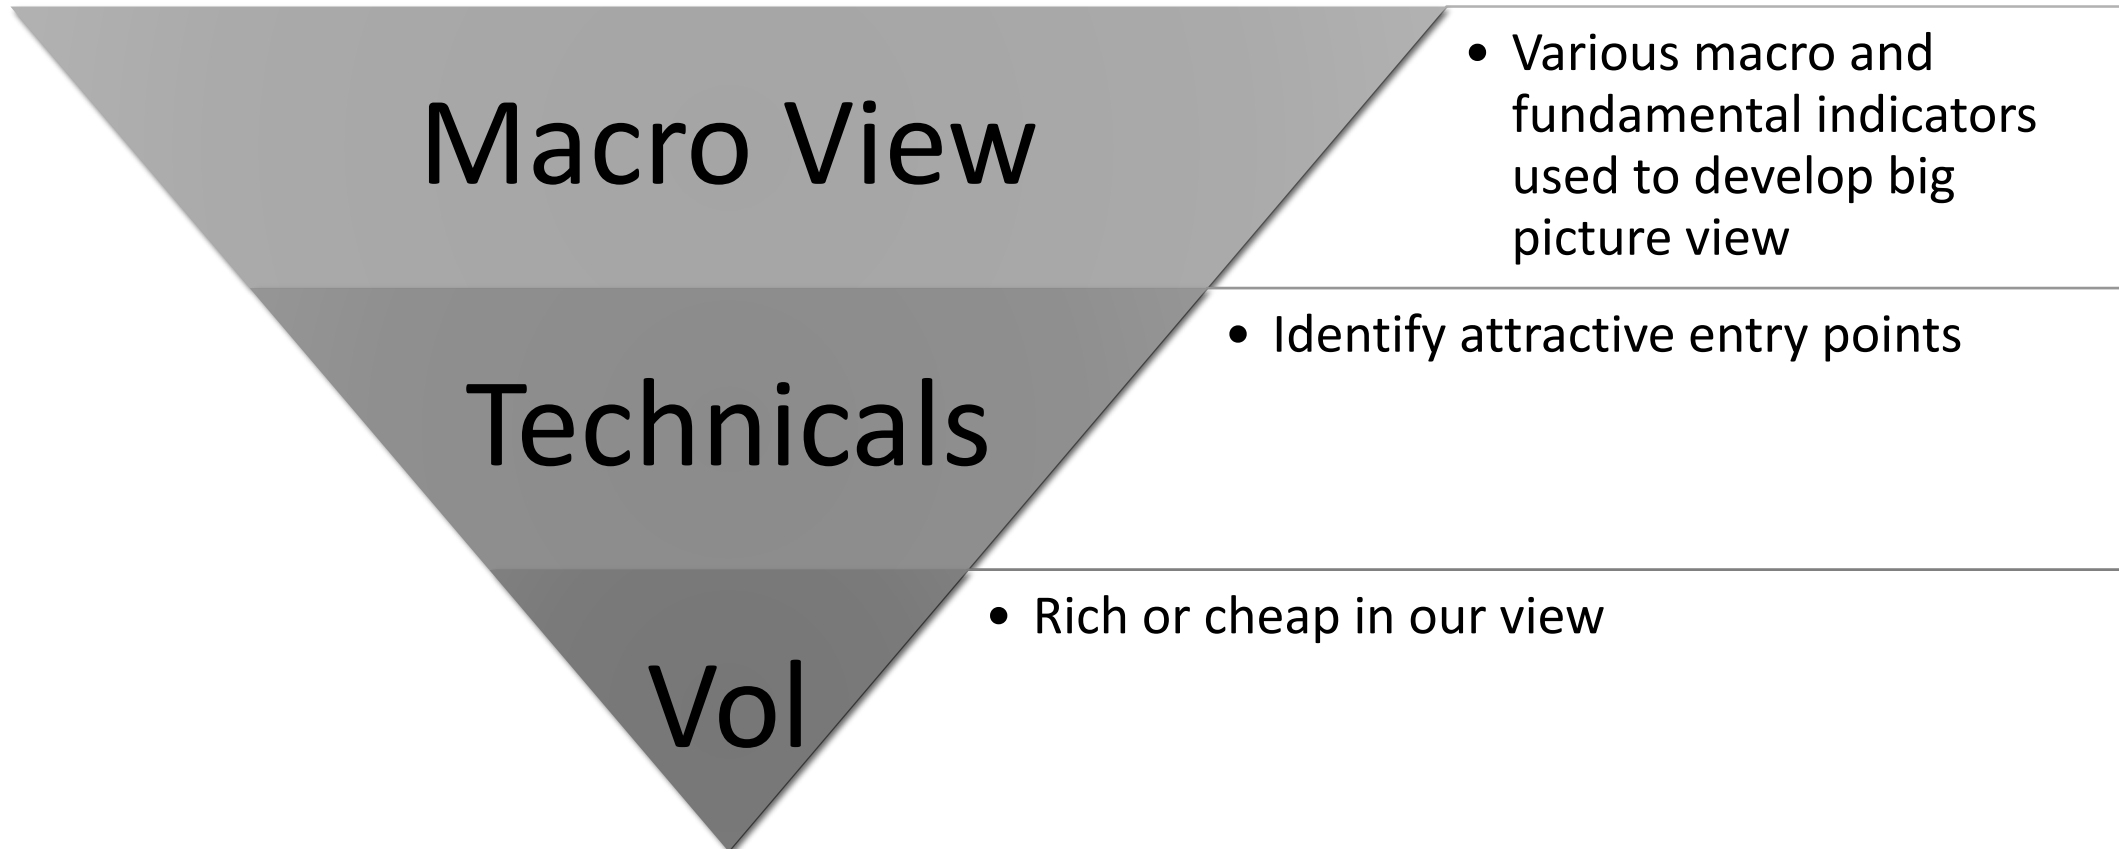 Macro View
• Various macro and
fundamental indicators
used to develop big
picture view
Technicals
• Identify attractive entry points
Vol
• Rich or cheap in our view